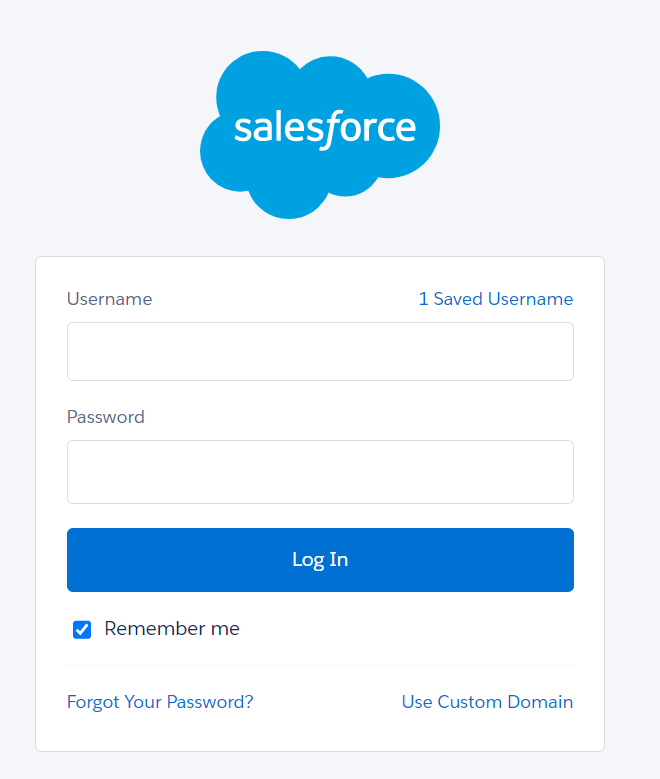 salesforce
Username
1 Saved Username
Password
Log In
Remember me
Forgot Your Password?
Use Custom Domain